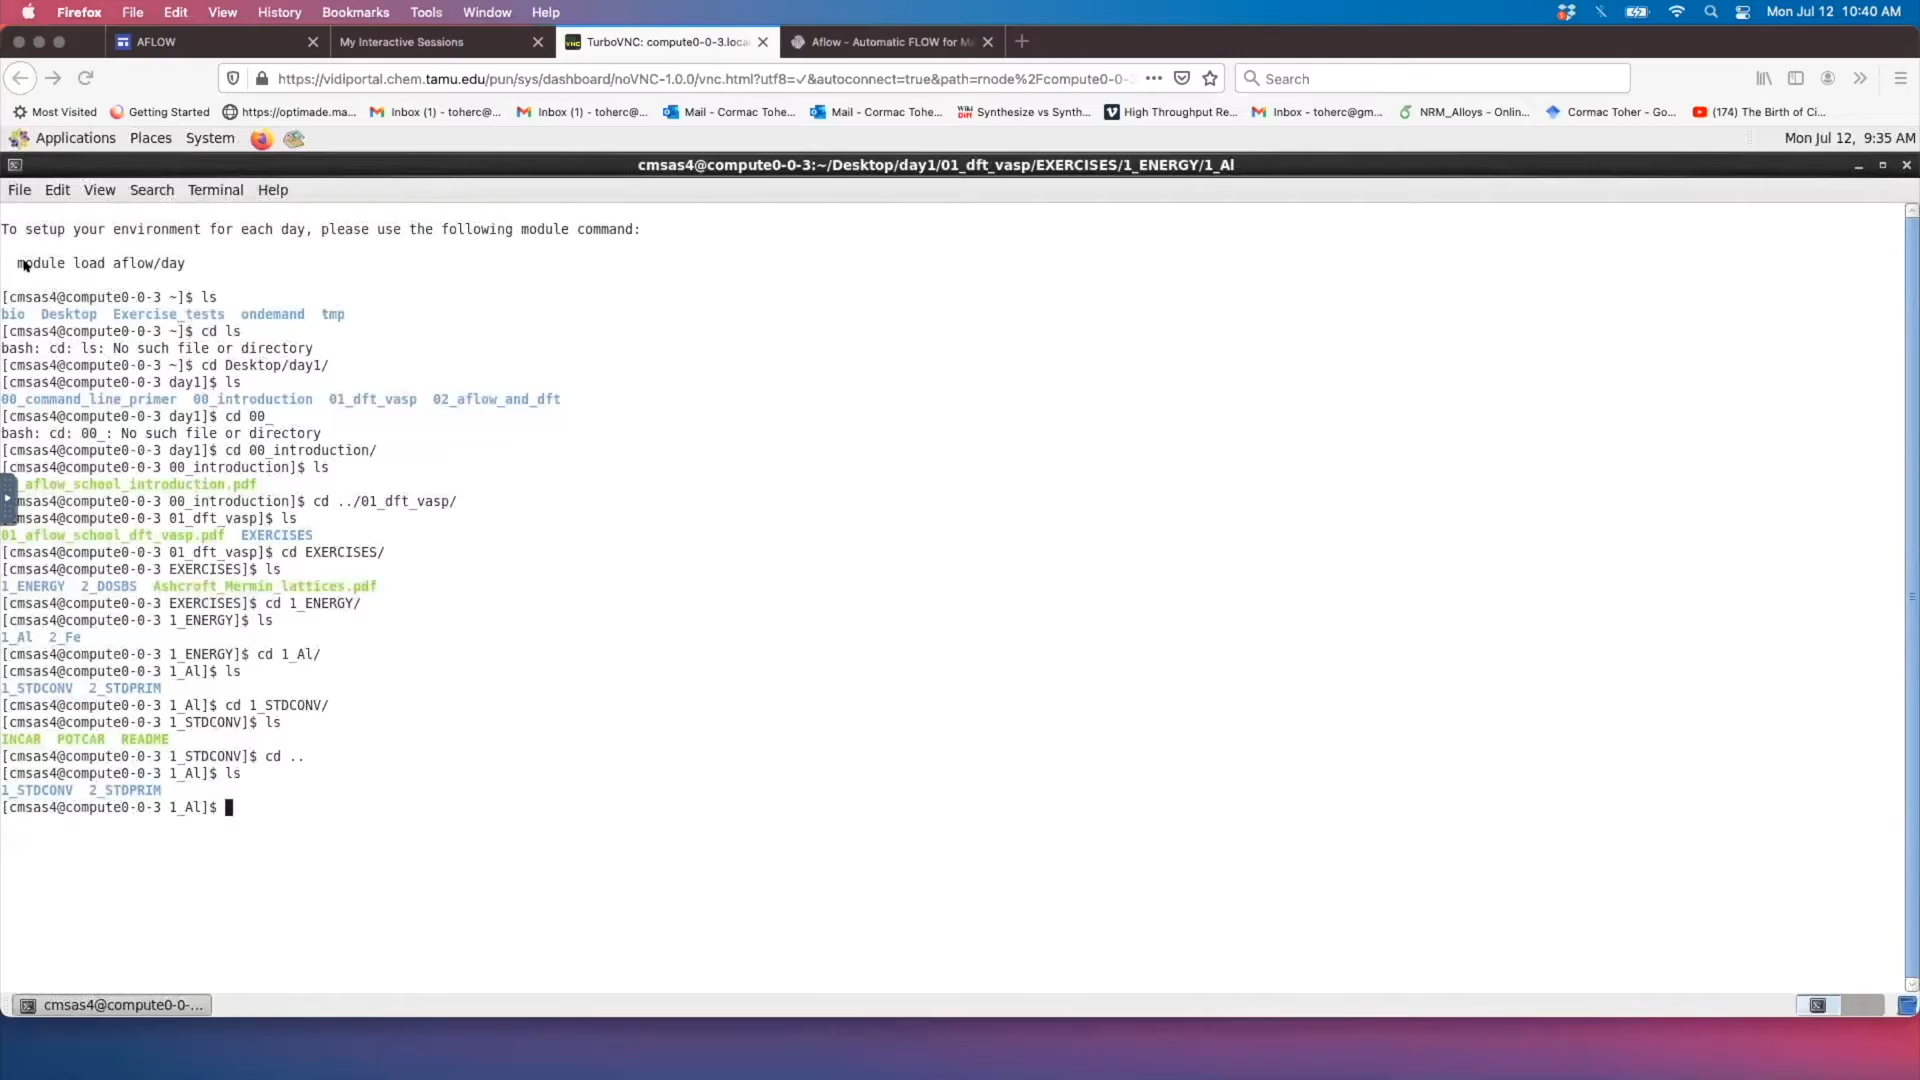 Firefox File Edit View History Bookmarks Tools Window Help Mon Jul 12 10:40 AM
AFLOW My Interactive Sessions TurboVNC: compute0-0-3.loca Aflow - Automatic FLOW for Ma
https://vidiportal.chem.tamu.edu/pun/sys/dashboard/noVNC-1.0.0/vnc.html?utf8=✓&autoconnect=true&path=rnode%2Fcompute0-0-3 Search
Most Visited Getting Started https://optimade.ma... Inbox (1) - toherc@... Inbox (1) - toherc@... Mail - Cormac Tohe... Mail - Cormac Tohe... Wiki Diff Synthesize vs Synth... High Throughput Re... Inbox - toherc@gm... NRM_Alloys - Onlin... Cormac Toher - Go... (174) The Birth of Ci...
Applications Places System Mon Jul 12, 9:35 AM
cmsas4@compute0-0-3:~/Desktop/day1/01_dft_vasp/EXERCISES/1_ENERGY/1_Al
File Edit View Search Terminal Help
To setup your environment for each day, please use the following module command:
module load aflow/day
[cmsas4@compute0-0-3 ~]$ ls
bio Desktop Exercise_tests ondemand tmp
[cmsas4@compute0-0-3 ~]$ cd ls
bash: cd: ls: No such file or directory
[cmsas4@compute0-0-3 ~]$ cd Desktop/day1/
[cmsas4@compute0-0-3 day1]$ ls
00_command_line_primer 00_introduction 01_dft_vasp 02_aflow_and_dft
[cmsas4@compute0-0-3 day1]$ cd 00_
bash: cd: 00_: No such file or directory
[cmsas4@compute0-0-3 day1]$ cd 00_introduction/
[cmsas4@compute0-0-3 00_introduction]$ ls
_aflow_school_introduction.pdf
msas4@compute0-0-3 00_introduction]$ cd ../01_dft_vasp/
msas4@compute0-0-3 01_dft_vasp]$ ls
01_aflow_school_dft_vasp.pdf EXERCISES
[cmsas4@compute0-0-3 01_dft_vasp]$ cd EXERCISES/
[cmsas4@compute0-0-3 EXERCISES]$ ls
1_ENERGY 2_DOSBS Ashcroft_Mermin_lattices.pdf
[cmsas4@compute0-0-3 EXERCISES]$ cd 1_ENERGY/
[cmsas4@compute0-0-3 1_ENERGY]$ ls
1_Al 2_Fe
[cmsas4@compute0-0-3 1_ENERGY]$ cd 1_Al/
[cmsas4@compute0-0-3 1_Al]$ ls
1_STDCONV 2_STDPRIM
[cmsas4@compute0-0-3 1_Al]$ cd 1_STDCONV/
[cmsas4@compute0-0-3 1_STDCONV]$ ls
INCAR POTCAR README
[cmsas4@compute0-0-3 1_STDCONV]$ cd ..
[cmsas4@compute0-0-3 1_Al]$ ls
1_STDCONV 2_STDPRIM
[cmsas4@compute0-0-3 1_Al]$
cmsas4@compute0-0-...